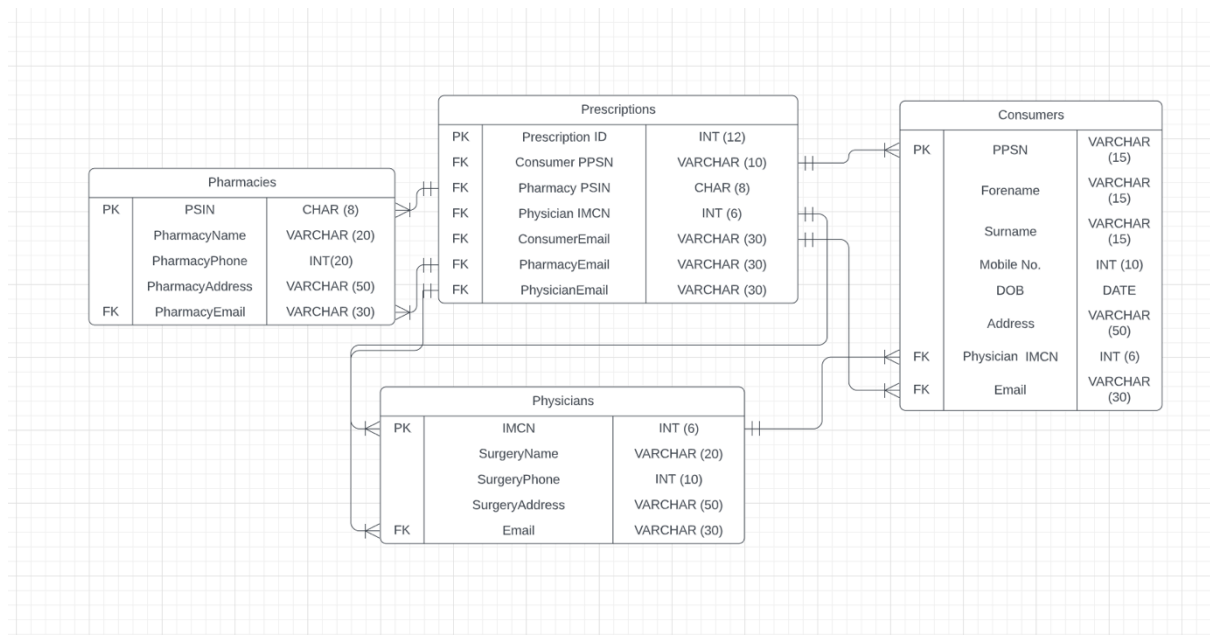 Prescriptions
PK Prescription ID INT (12)
FK Consumer PPSN VARCHAR (10)
FK Pharmacy PSIN CHAR (8)
FK Physician IMCN INT (6)
FK ConsumerEmail VARCHAR (30)
FK PharmacyEmail VARCHAR (30)
FK PhysicianEmail VARCHAR (30)
Consumers
PK PPSN VARCHAR
(15)
Forename VARCHAR
(15)
Surname VARCHAR
(15)
Mobile No. INT (10)
DOB DATE
Address VARCHAR
(50)
FK Physician IMCN INT (6)
FK Email VARCHAR
(30)
Pharmacies
PK PSIN CHAR (8)
PharmacyName VARCHAR (20)
PharmacyPhone INT(20)
PharmacyAddress VARCHAR (50)
FK PharmacyEmail VARCHAR (30)
Physicians
PK IMCN INT (6)
SurgeryName VARCHAR (20)
SurgeryPhone INT (10)
SurgeryAddress VARCHAR (50)
FK Email VARCHAR (30)